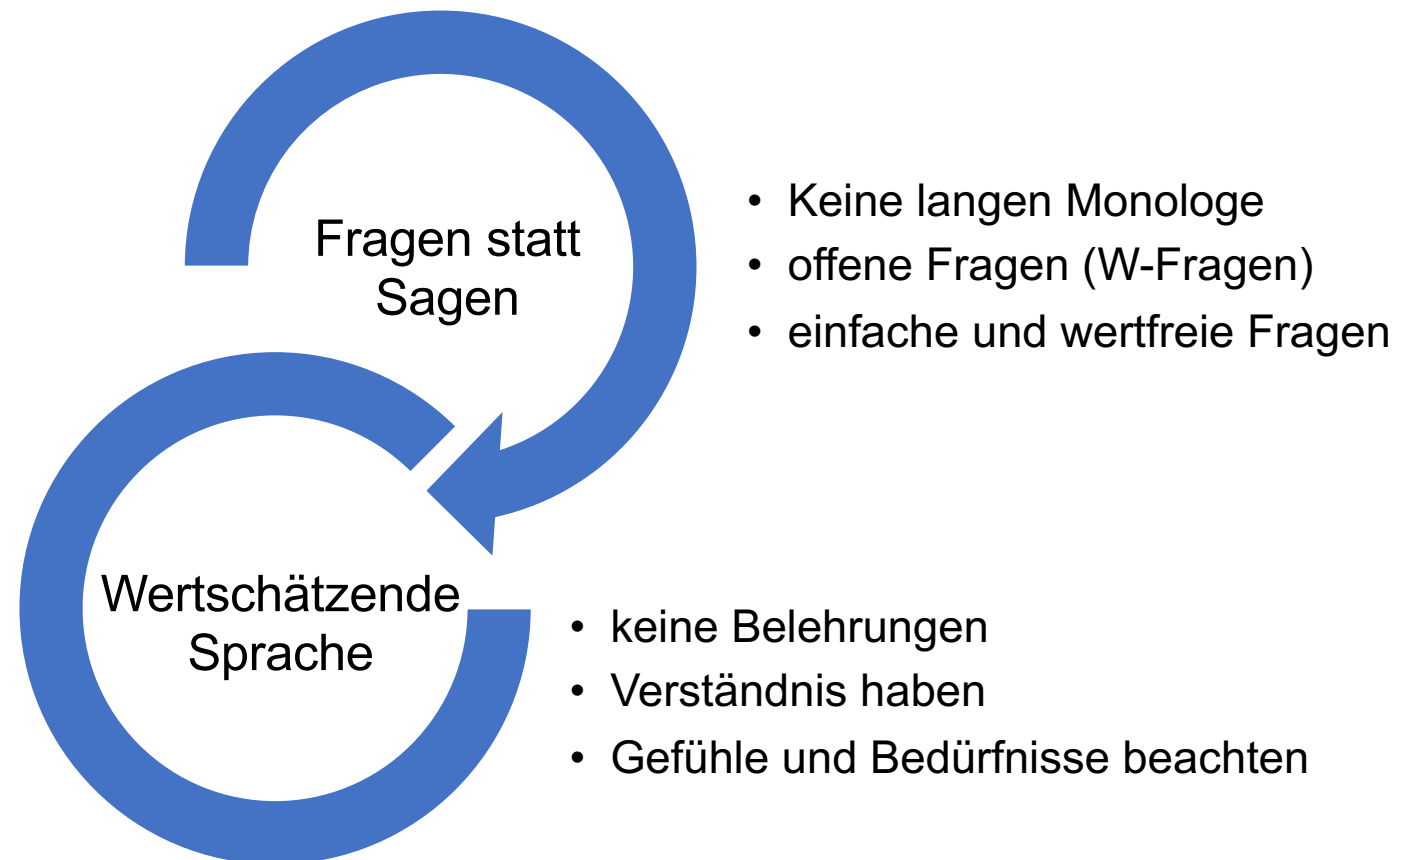 Fragen statt
Sagen
• Keine langen Monologe
• offene Fragen (W-Fragen)
• einfache und wertfreie Fragen
Wertschätzende
Sprache
• keine Belehrungen
• Verständnis haben
• Gefühle und Bedürfnisse beachten